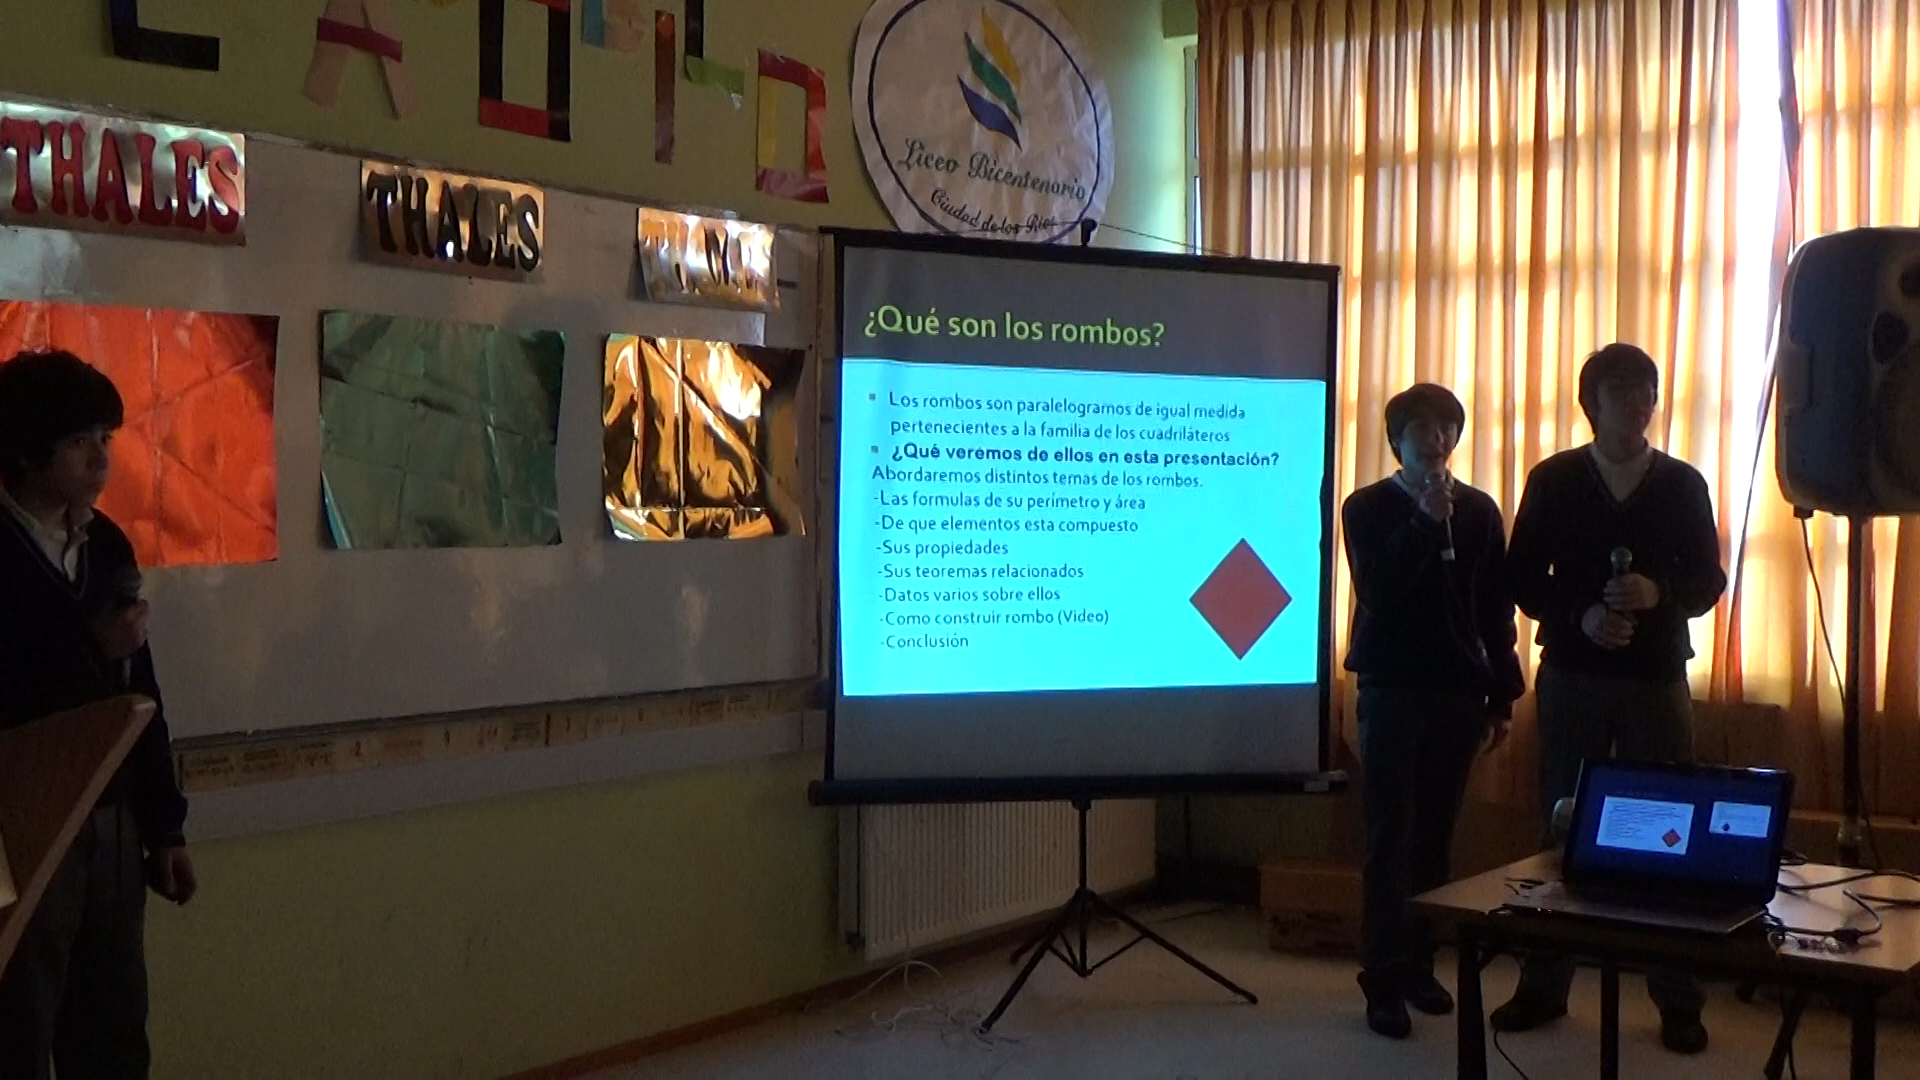 THALES
THALES
Liceo Bicentenario
Ciudad de los Ríos
¿Qué son los rombos?
Los rombos son paralelogramos de igual medida
pertenecientes a la familia de los cuadriláteros
¿Qué veremos de ellos en esta presentación?
Abordaremos distintos temas de los rombos.
-Las formulas de su perímetro y área
-De que elementos esta compuesto
-Sus propiedades
-Sus teoremas relacionados
-Datos varios sobre ellos
-Como construir rombo (Video)
-Conclusión